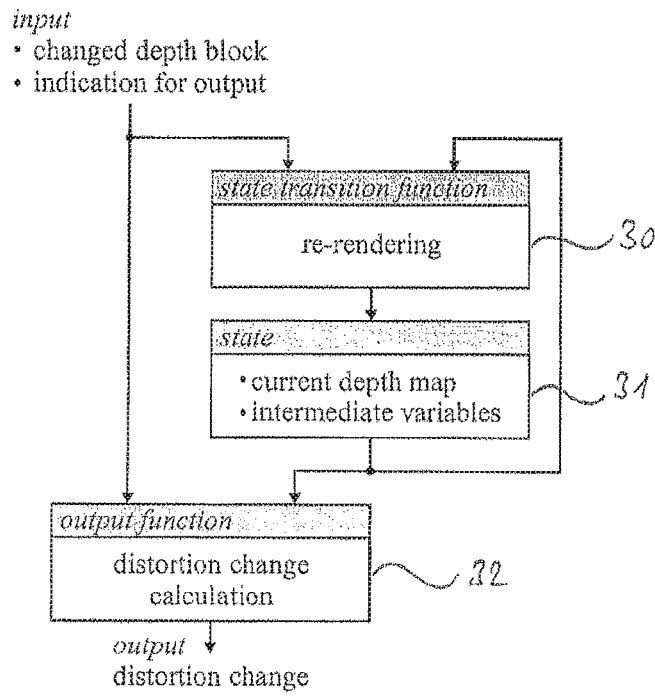 input
• changed depth block
• indication for output
state transition function
re-rendering
30
state
• current depth map
• intermediate variables
31
output function
distortion change
calculation
32
output
distortion change